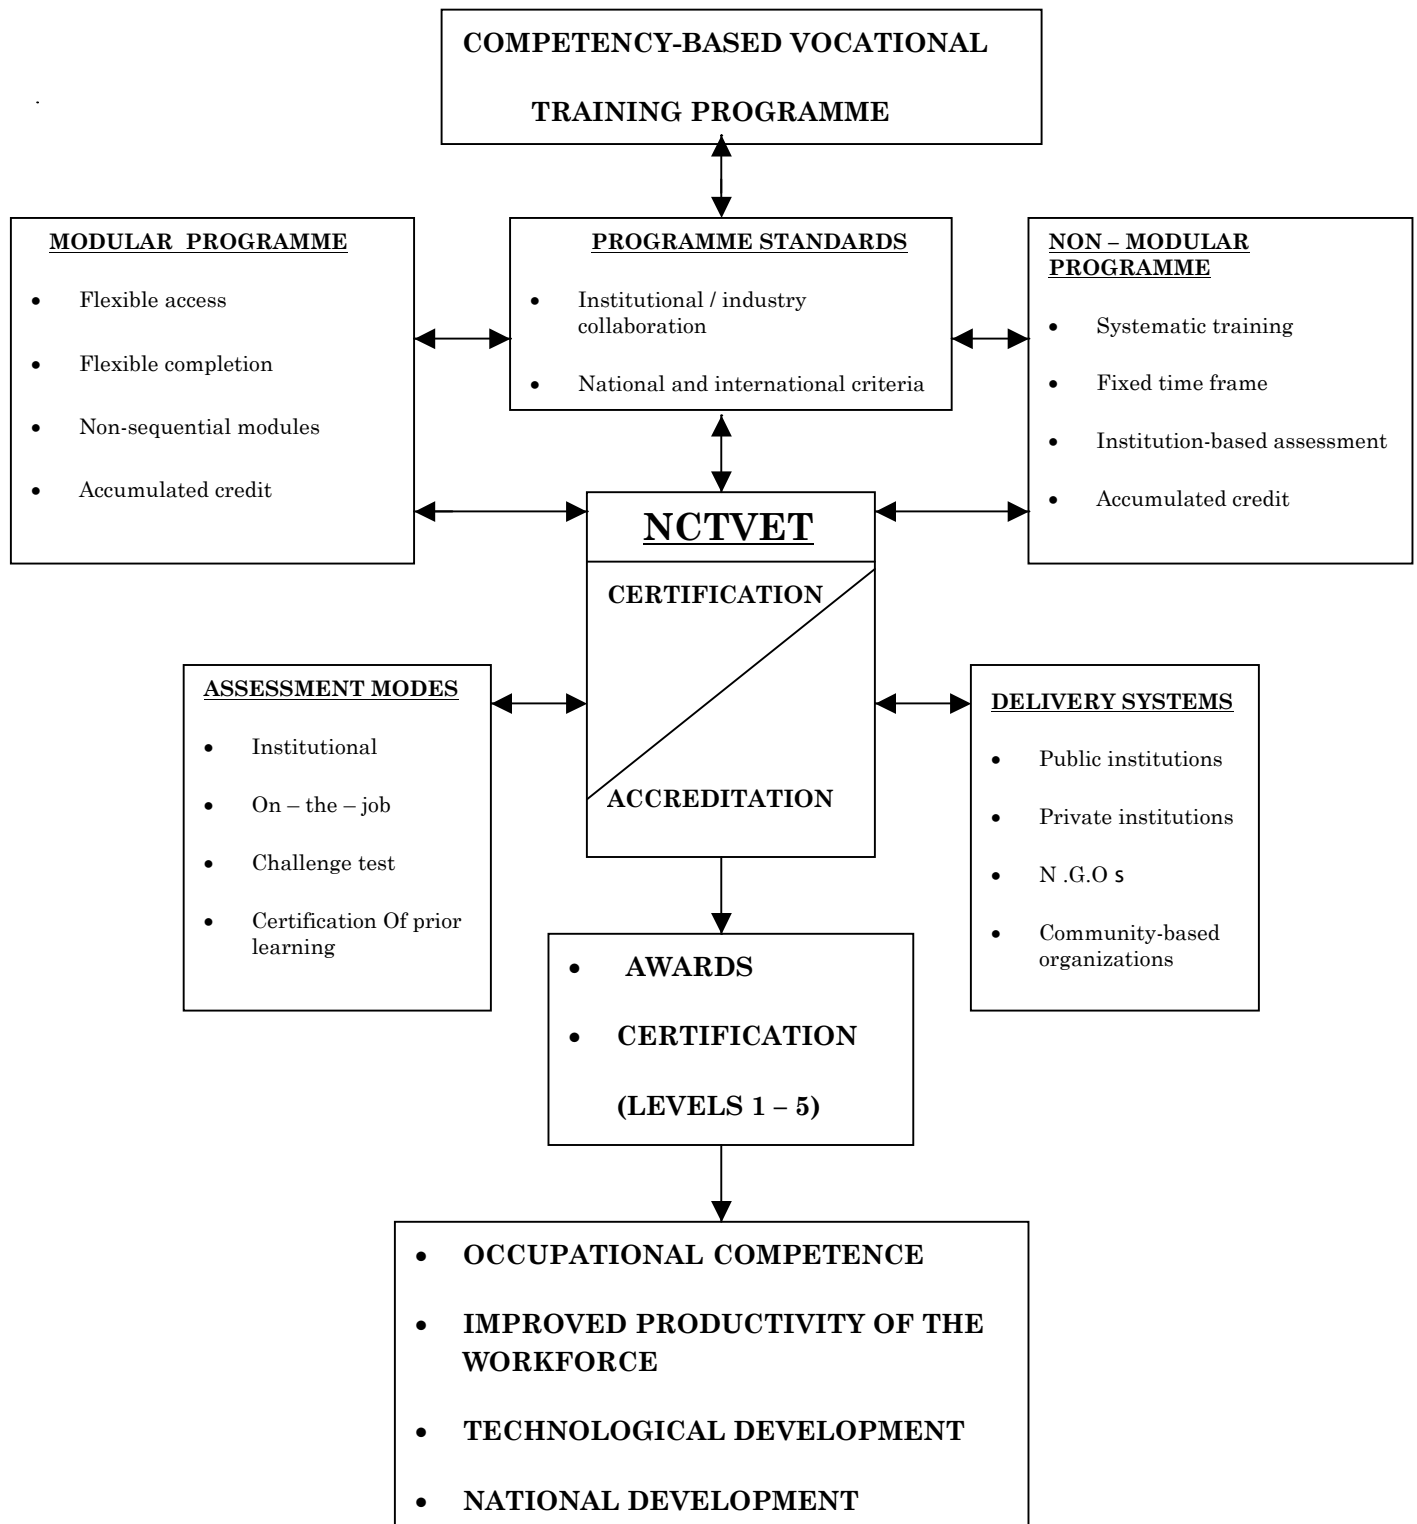 COMPETENCY-BASED VOCATIONAL
TRAINING PROGRAMME
MODULAR PROGRAMME
• Flexible access
• Flexible completion
• Non-sequential modules
• Accumulated credit
PROGRAMME STANDARDS
• Institutional / industry
collaboration
• National and international criteria
NON – MODULAR
PROGRAMME
• Systematic training
• Fixed time frame
• Institution-based assessment
• Accumulated credit
NCTVET
CERTIFICATION
ACCREDITATION
ASSESSMENT MODES
• Institutional
• On – the – job
• Challenge test
• Certification Of prior
learning
DELIVERY SYSTEMS
• Public institutions
• Private institutions
• N .G.O s
• Community-based
organizations
• AWARDS
• CERTIFICATION
(LEVELS 1 – 5)
• OCCUPATIONAL COMPETENCE
• IMPROVED PRODUCTIVITY OF THE
WORKFORCE
• TECHNOLOGICAL DEVELOPMENT
• NATIONAL DEVELOPMENT